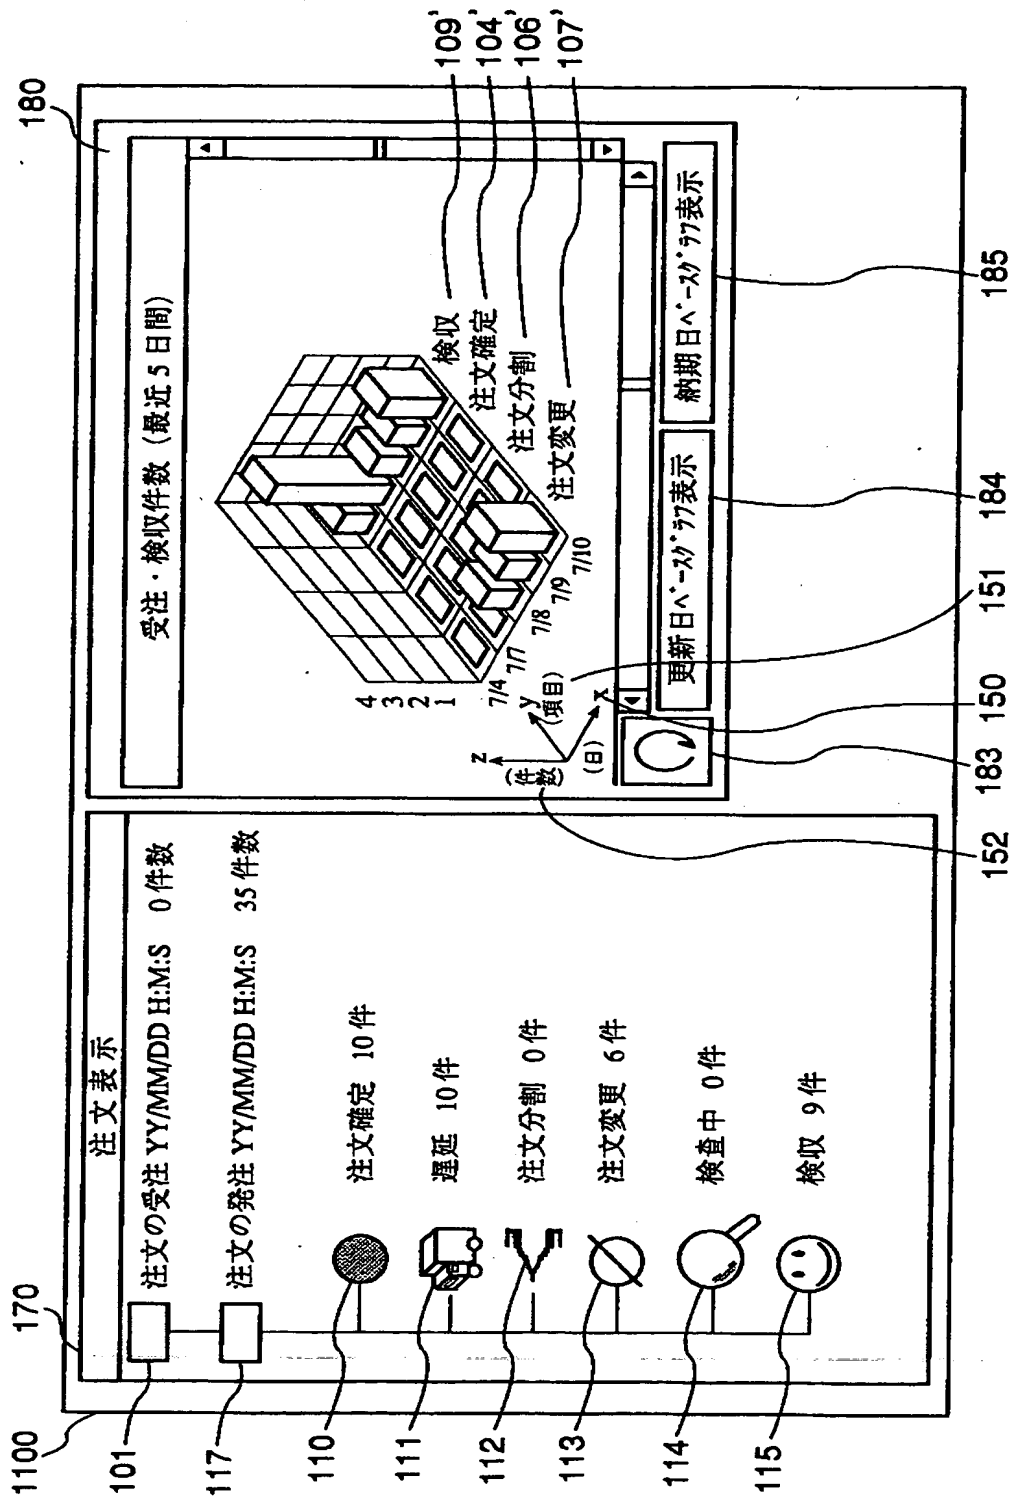 1100
170
注文表示
101
注文の受注 YY/MM/DD H:M:S 0件数
117
注文の発注 YY/MM/DD H:M:S 35件数
110
注文確定 10件
111
遅延 10件
112
注文分割 0件
113
注文変更 6件
114
検査中 0件
115
検収 9件
180
受注・検収件数（最近5日間）
4
3
2
1
7/4
7/7
7/8
7/9
7/10
検収
注文確定
注文分割
注文変更
109'
104'
106'
107'
z
(件数)
y
(項目)
x
(日)
更新日ﾍﾞｰｽｸﾞﾗﾌ表示
納期日ﾍﾞｰｽｸﾞﾗﾌ表示
152
183
150
151
184
185